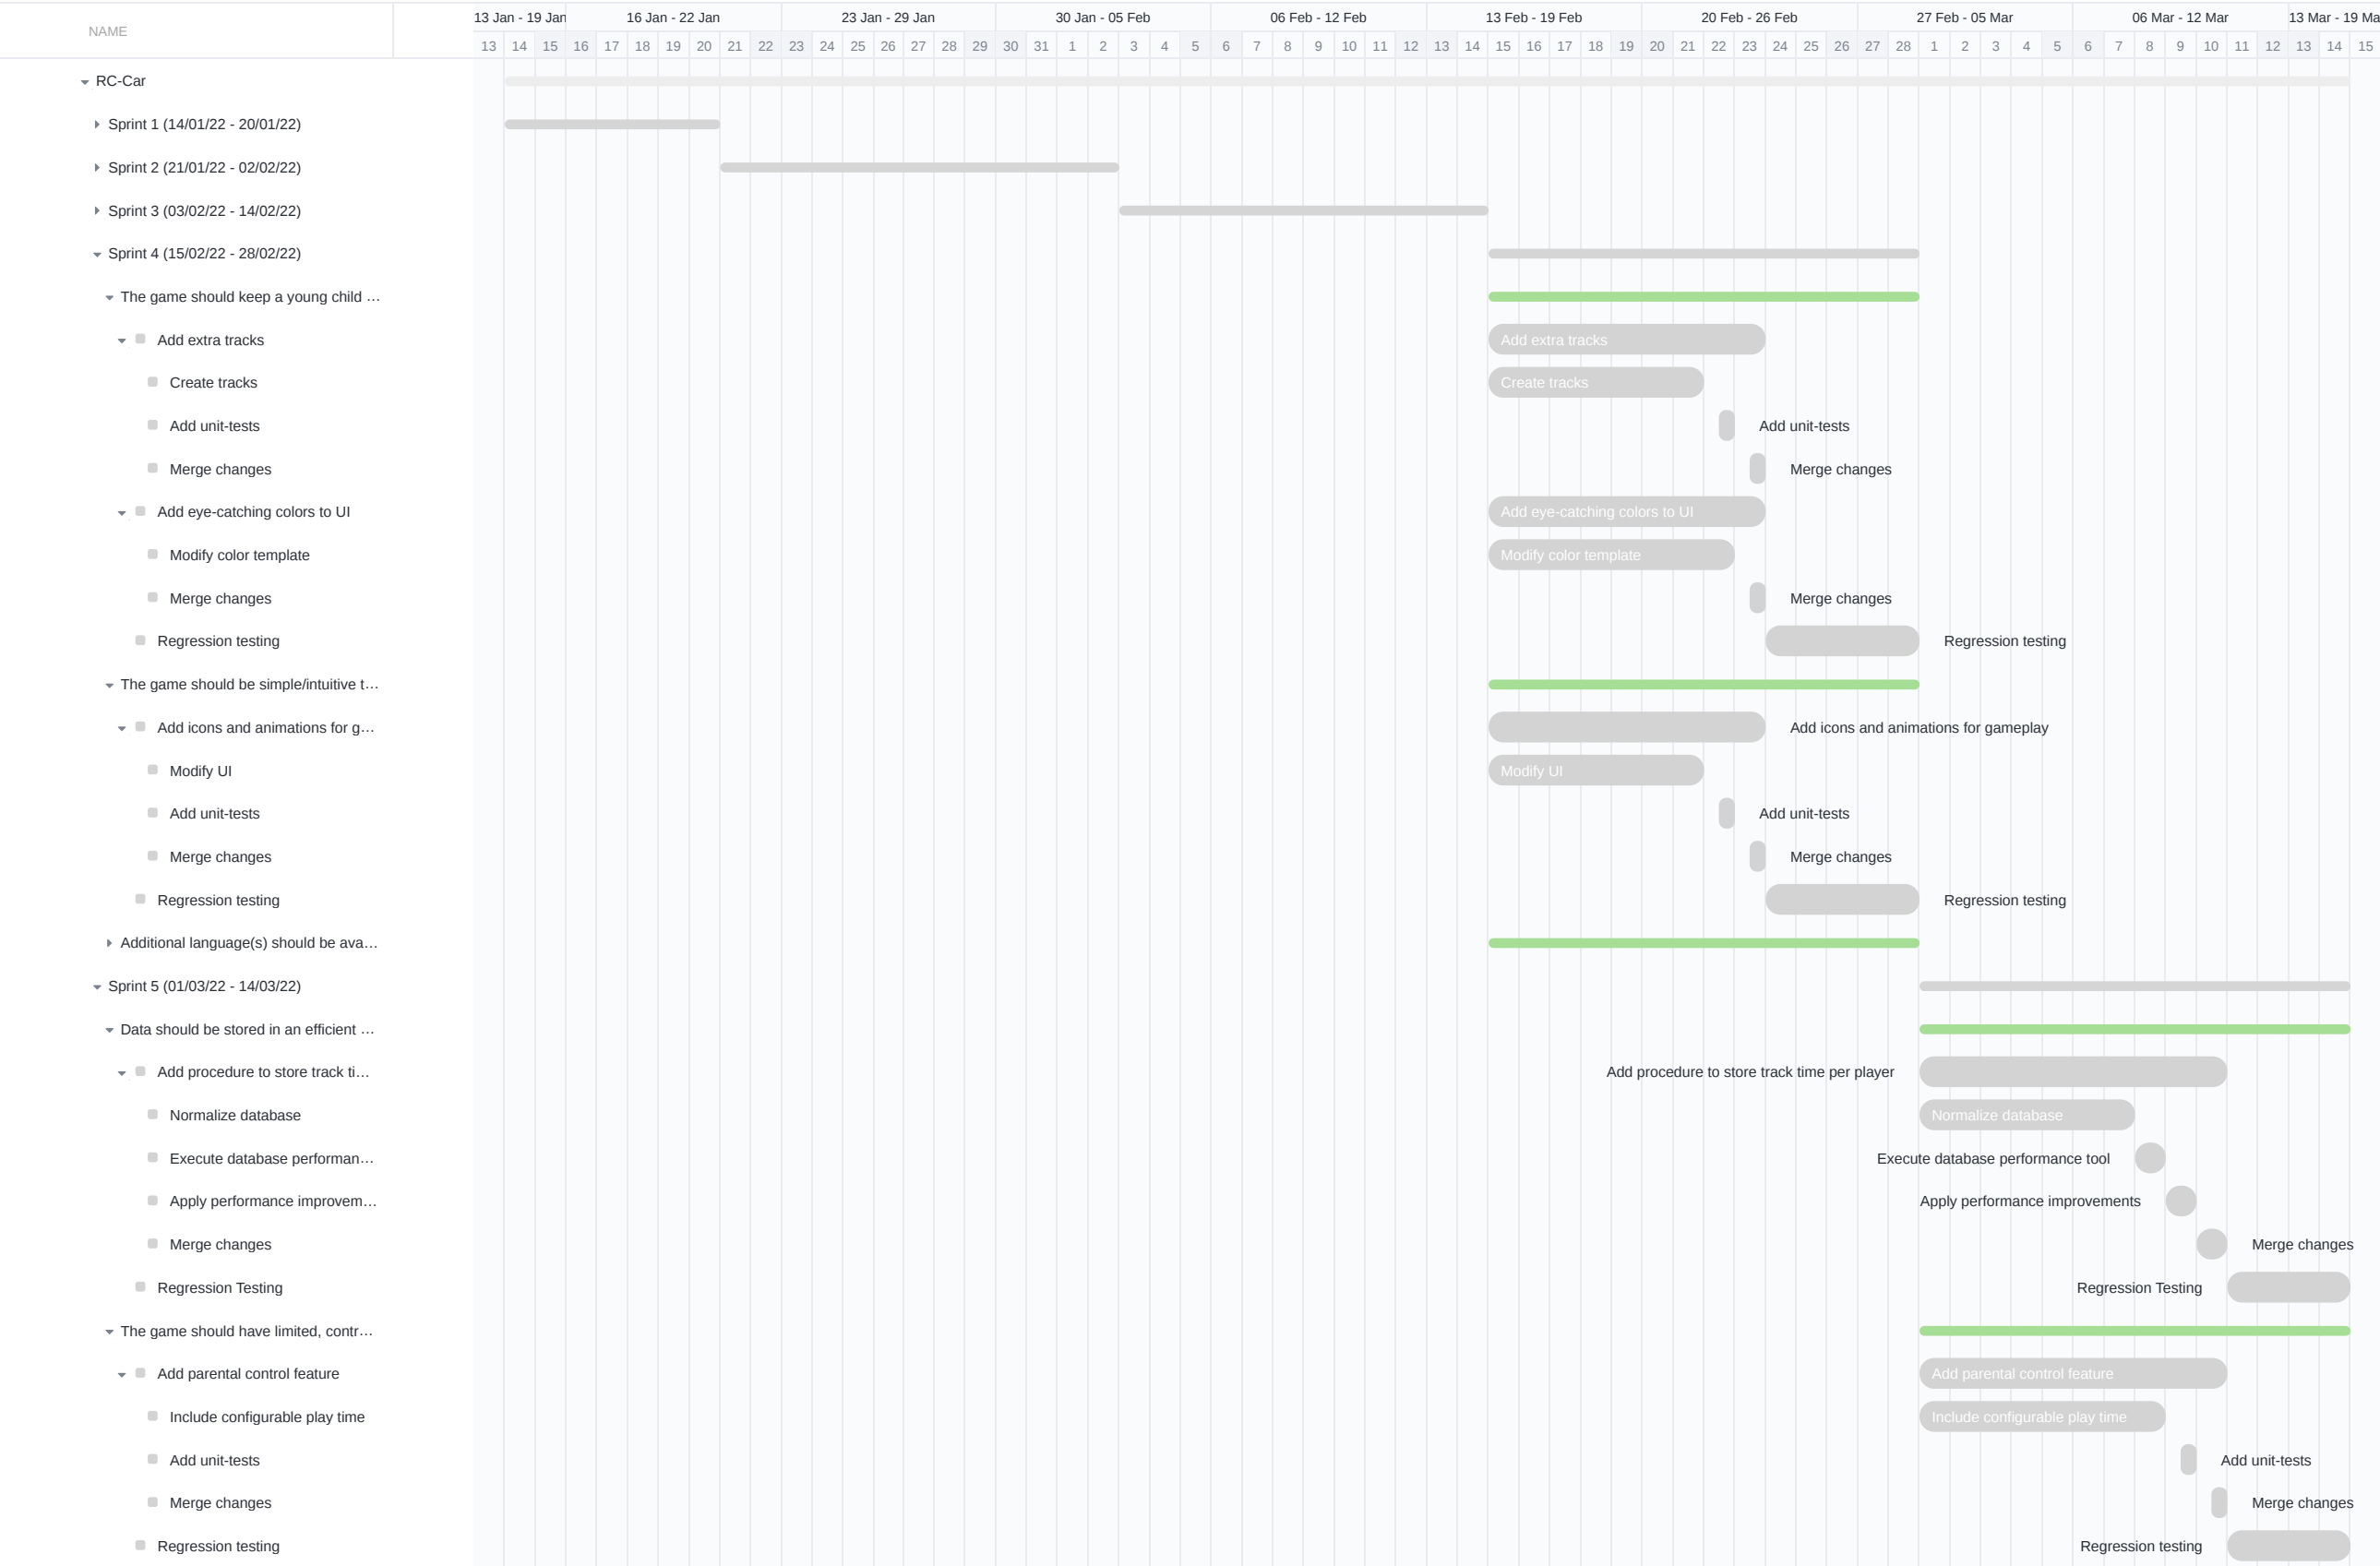 NAME
13 Jan - 19 Jan 16 Jan - 22 Jan 23 Jan - 29 Jan 30 Jan - 05 Feb 06 Feb - 12 Feb 13 Feb - 19 Feb 20 Feb - 26 Feb 27 Feb - 05 Mar 06 Mar - 12 Mar 13 Mar - 19 Ma
13 14 15 16 17 18 19 20 21 22 23 24 25 26 27 28 29 30 31 1 2 3 4 5 6 7 8 9 10 11 12 13 14 15 16 17 18 19 20 21 22 23 24 25 26 27 28 1 2 3 4 5 6 7 8 9 10 11 12 13 14 15
RC-Car
Sprint 1 (14/01/22 - 20/01/22)
Sprint 2 (21/01/22 - 02/02/22)
Sprint 3 (03/02/22 - 14/02/22)
Sprint 4 (15/02/22 - 28/02/22)
The game should keep a young child ...
Add extra tracks Add extra tracks
Create tracks Create tracks
Add unit-tests Add unit-tests
Merge changes Merge changes
Add eye-catching colors to UI Add eye-catching colors to UI
Modify color template Modify color template
Merge changes Merge changes
Regression testing Regression testing
The game should be simple/intuitive t...
Add icons and animations for g... Add icons and animations for gameplay
Modify UI Modify UI
Add unit-tests Add unit-tests
Merge changes Merge changes
Regression testing Regression testing
Additional language(s) should be ava...
Sprint 5 (01/03/22 - 14/03/22)
Data should be stored in an efficient ...
Add procedure to store track ti... Add procedure to store track time per player
Normalize database Normalize database
Execute database performan... Execute database performance tool
Apply performance improvem... Apply performance improvements
Merge changes Merge changes
Regression Testing Regression Testing
The game should have limited, contr...
Add parental control feature Add parental control feature
Include configurable play time Include configurable play time
Add unit-tests Add unit-tests
Merge changes Merge changes
Regression testing Regression testing